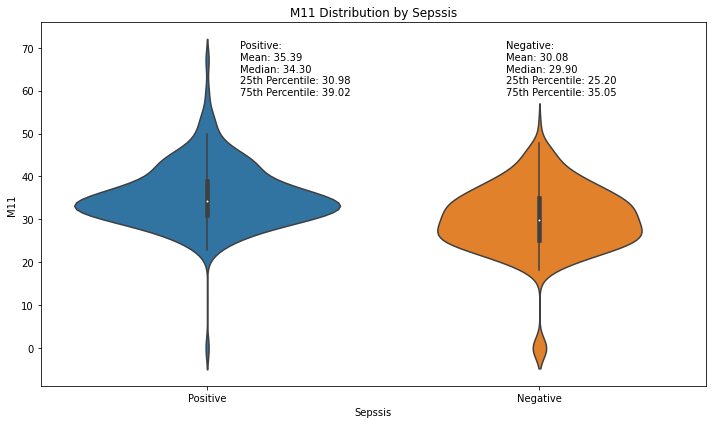 M11 Distribution by Sepssis
Positive:
Mean: 35.39
Median: 34.30
25th Percentile: 30.98
75th Percentile: 39.02
Negative:
Mean: 30.08
Median: 29.90
25th Percentile: 25.20
75th Percentile: 35.05
70
60
50
40
30
20
10
0
M11
Positive
Negative
Sepssis